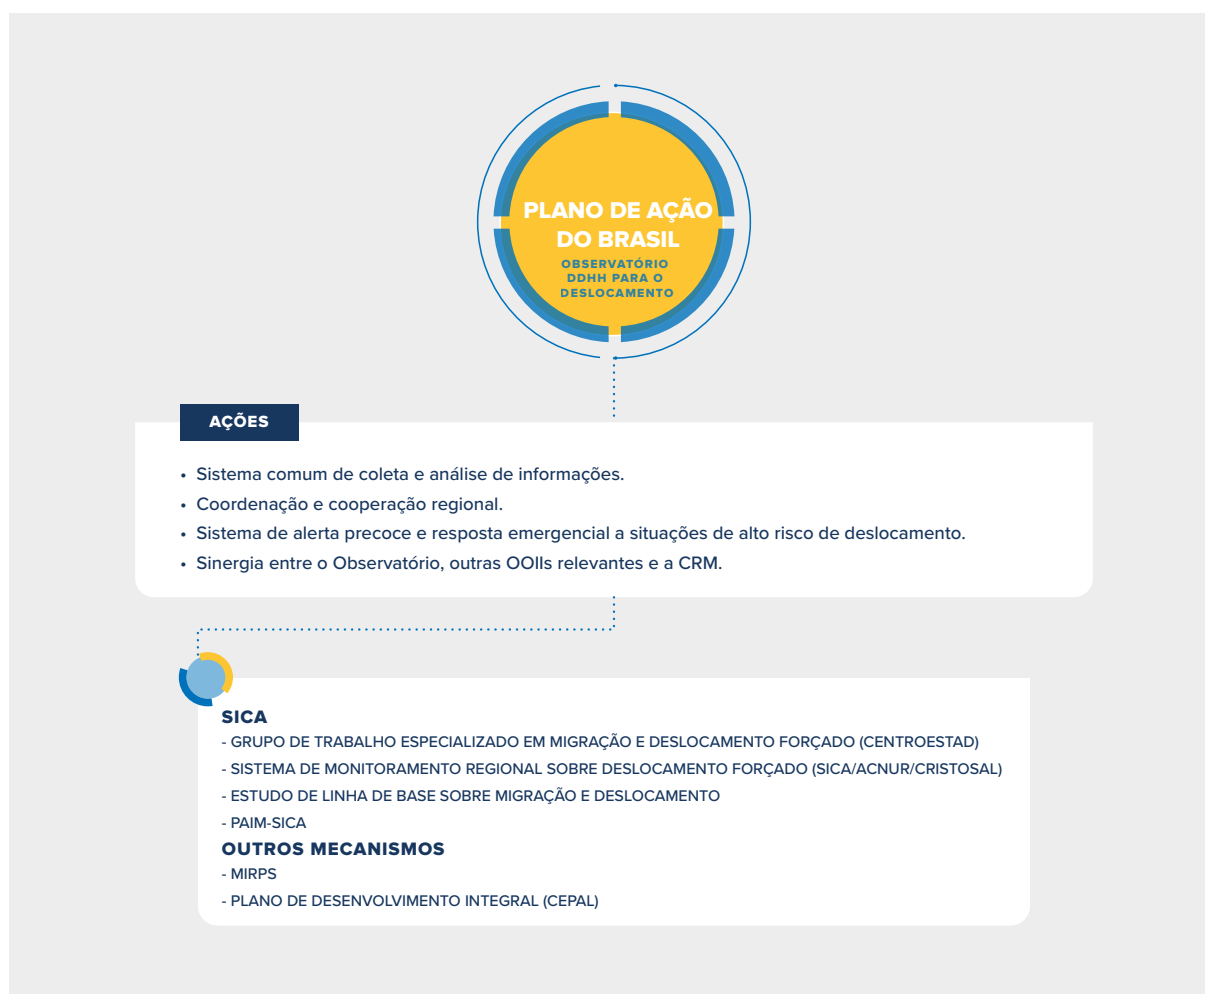 PLANO DE AÇÃO
DO BRASIL
OBSERVATÓRIO
DDHH PARA O
DESLOCAMENTO
AÇÕES
• Sistema comum de coleta e análise de informações.
• Coordenação e cooperação regional.
• Sistema de alerta precoce e resposta emergencial a situações de alto risco de deslocamento.
• Sinergia entre o Observatório, outras OOIIs relevantes e a CRM.
SICA
- GRUPO DE TRABALHO ESPECIALIZADO EM MIGRAÇÃO E DESLOCAMENTO FORÇADO (CENTROESTAD)
- SISTEMA DE MONITORAMENTO REGIONAL SOBRE DESLOCAMENTO FORÇADO (SICA/ACNUR/CRISTOSAL)
- ESTUDO DE LINHA DE BASE SOBRE MIGRAÇÃO E DESLOCAMENTO
- PAIM-SICA
OUTROS MECANISMOS
- MIRPS
- PLANO DE DESENVOLVIMENTO INTEGRAL (CEPAL)